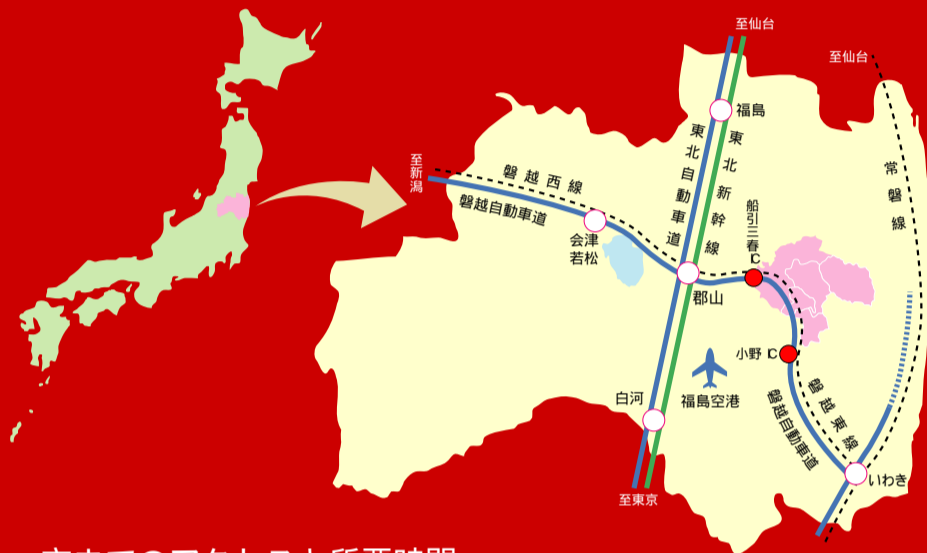 至仙台
至仙台
福島
東北自動車道
東北新幹線
常磐線
至新潟
磐越西線
磐越自動車道
会津
若松
船引三春IC
郡山
小野 IC
福島空港
白河
磐越東線
磐越自動車道
いわき
至東京